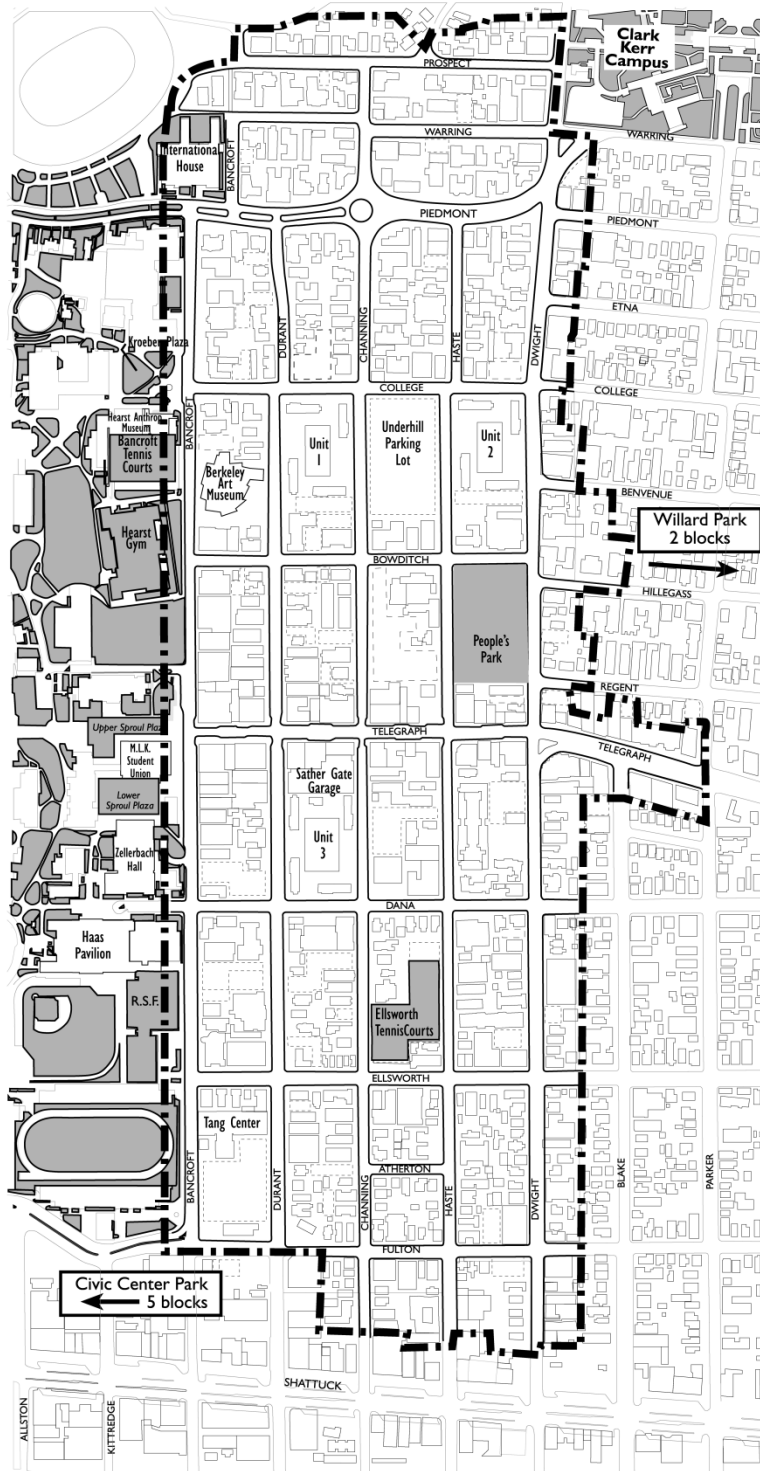 Clark
Kerr
Campus
PROSPECT
WARRING
WARRING
International
House
BANCROFT
PIEDMONT
PIEDMONT
ETNA
Kroeber Plaza
DURANT
CHANNING
HASTE
DWIGHT
COLLEGE
COLLEGE
BANCROFT
Hearst Anthro
Museum
Bancroft
Tennis
Courts
Unit
1
Underhill
Parking
Lot
Unit
2
Berkeley
Art
Museum
BENVENUE
Willard Park
2 blocks
Hearst
Gym
BOWDITCH
HILLEGASS
People's
Park
REGENT
Upper Sproul Plaza
TELEGRAPH
TELEGRAPH
M.L.K.
Student
Union
Sather Gate
Garage
Lower
Sproul Plaza
Unit
3
Zellerbach
Hall
DANA
Haas
Pavilion
R.S.F.
Ellsworth
TennisCourts
ELLSWORTH
Tang Center
ATHERTON
BANCROFT
DURANT
CHANNING
HASTE
DWIGHT
BLAKE
PARKER
FULTON
Civic Center Park
5 blocks
SHATTUCK
ALLSTON
KITTREDGE